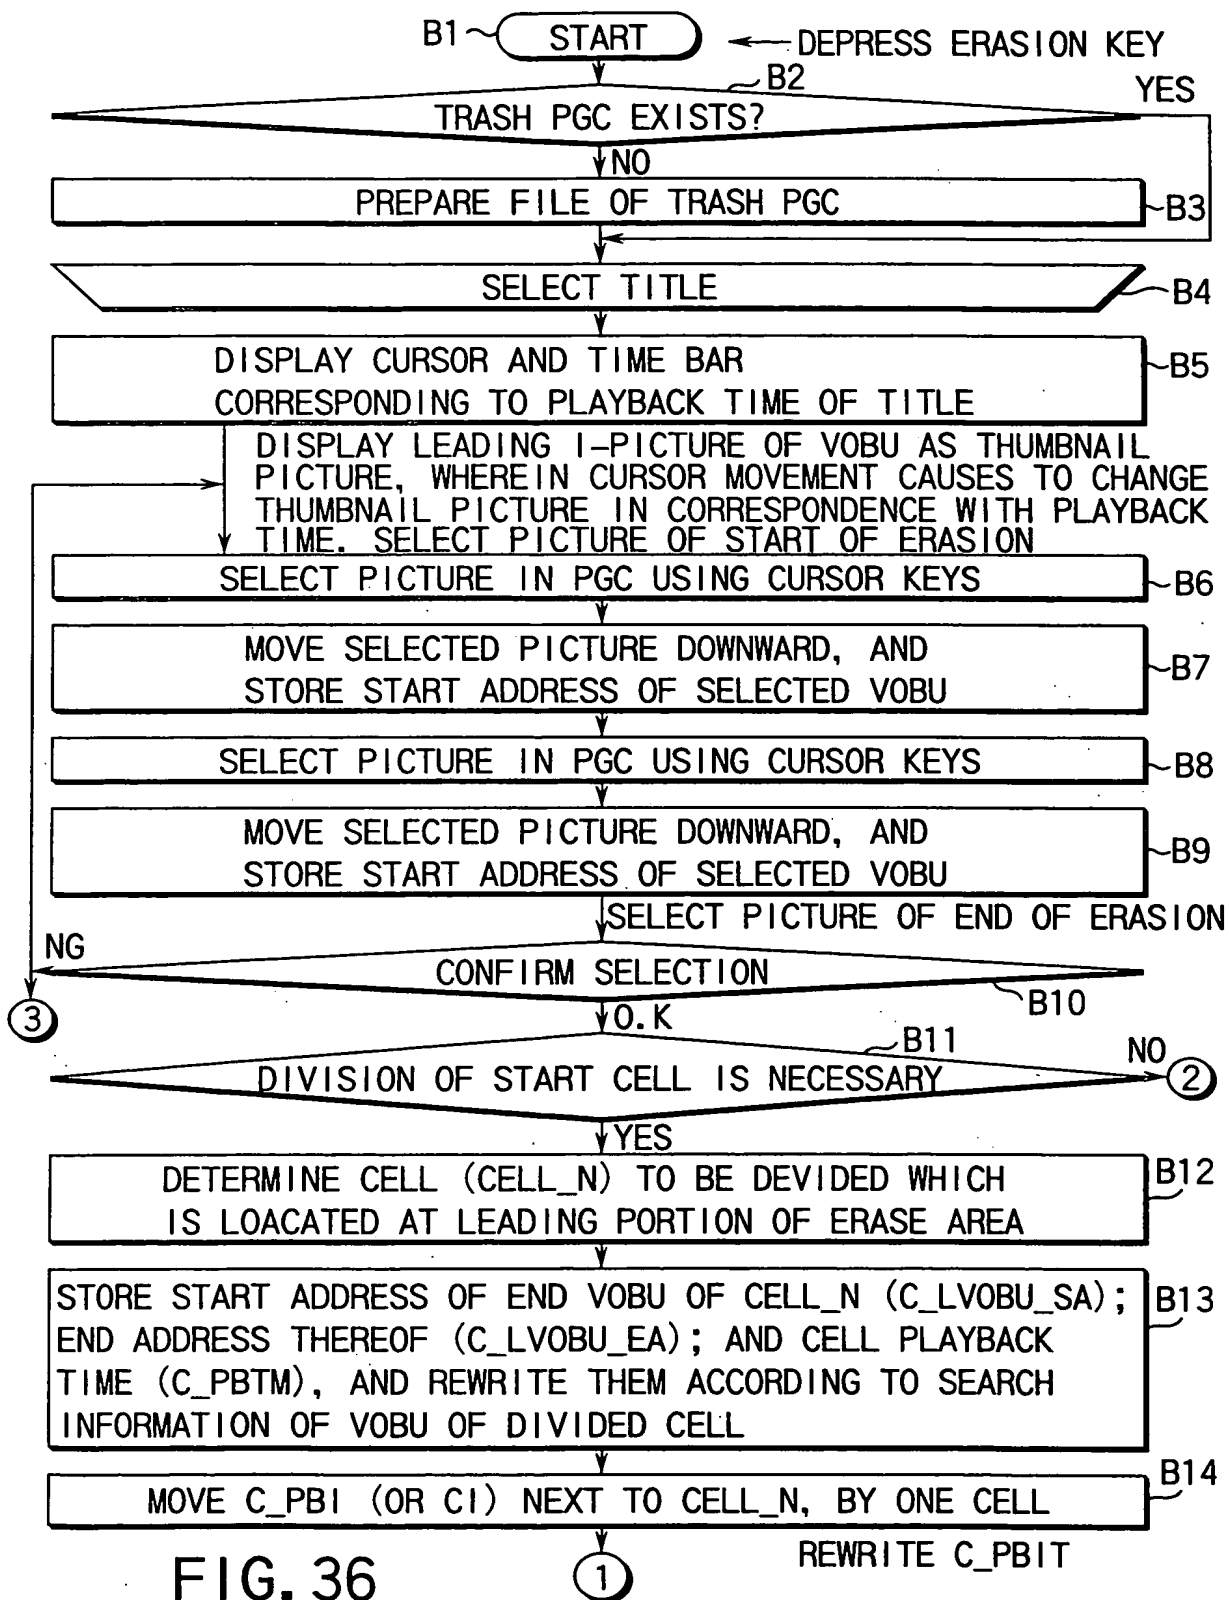 B1 START ← DEPRESS ERASION KEY
B2
YES
TRASH PGC EXISTS?
NO
PREPARE FILE OF TRASH PGC
B3
SELECT TITLE
B4
DISPLAY CURSOR AND TIME BAR
CORRESPONDING TO PLAYBACK TIME OF TITLE
B5
DISPLAY LEADING I-PICTURE OF VOBU AS THUMBNAIL
PICTURE, WHEREIN CURSOR MOVEMENT CAUSES TO CHANGE
THUMBNAIL PICTURE IN CORRESPONDENCE WITH PLAYBACK
TIME. SELECT PICTURE OF START OF ERASION
SELECT PICTURE IN PGC USING CURSOR KEYS
B6
MOVE SELECTED PICTURE DOWNWARD, AND
STORE START ADDRESS OF SELECTED VOBU
B7
SELECT PICTURE IN PGC USING CURSOR KEYS
B8
MOVE SELECTED PICTURE DOWNWARD, AND
STORE START ADDRESS OF SELECTED VOBU
B9
SELECT PICTURE OF END OF ERASION
NG
CONFIRM SELECTION
B10
3
O.K
B11
NO
DIVISION OF START CELL IS NECESSARY
2
YES
DETERMINE CELL (CELL_N) TO BE DEVIDED WHICH
IS LOACATED AT LEADING PORTION OF ERASE AREA
B12
STORE START ADDRESS OF END VOBU OF CELL_N (C_LVOBU_SA);
END ADDRESS THEREOF (C_LVOBU_EA); AND CELL PLAYBACK
TIME (C_PBTM), AND REWRITE THEM ACCORDING TO SEARCH
INFORMATION OF VOBU OF DIVIDED CELL
B13
B14
MOVE C_PBI (OR CI) NEXT TO CELL_N, BY ONE CELL
REWRITE C_PBIT
1
FIG. 36